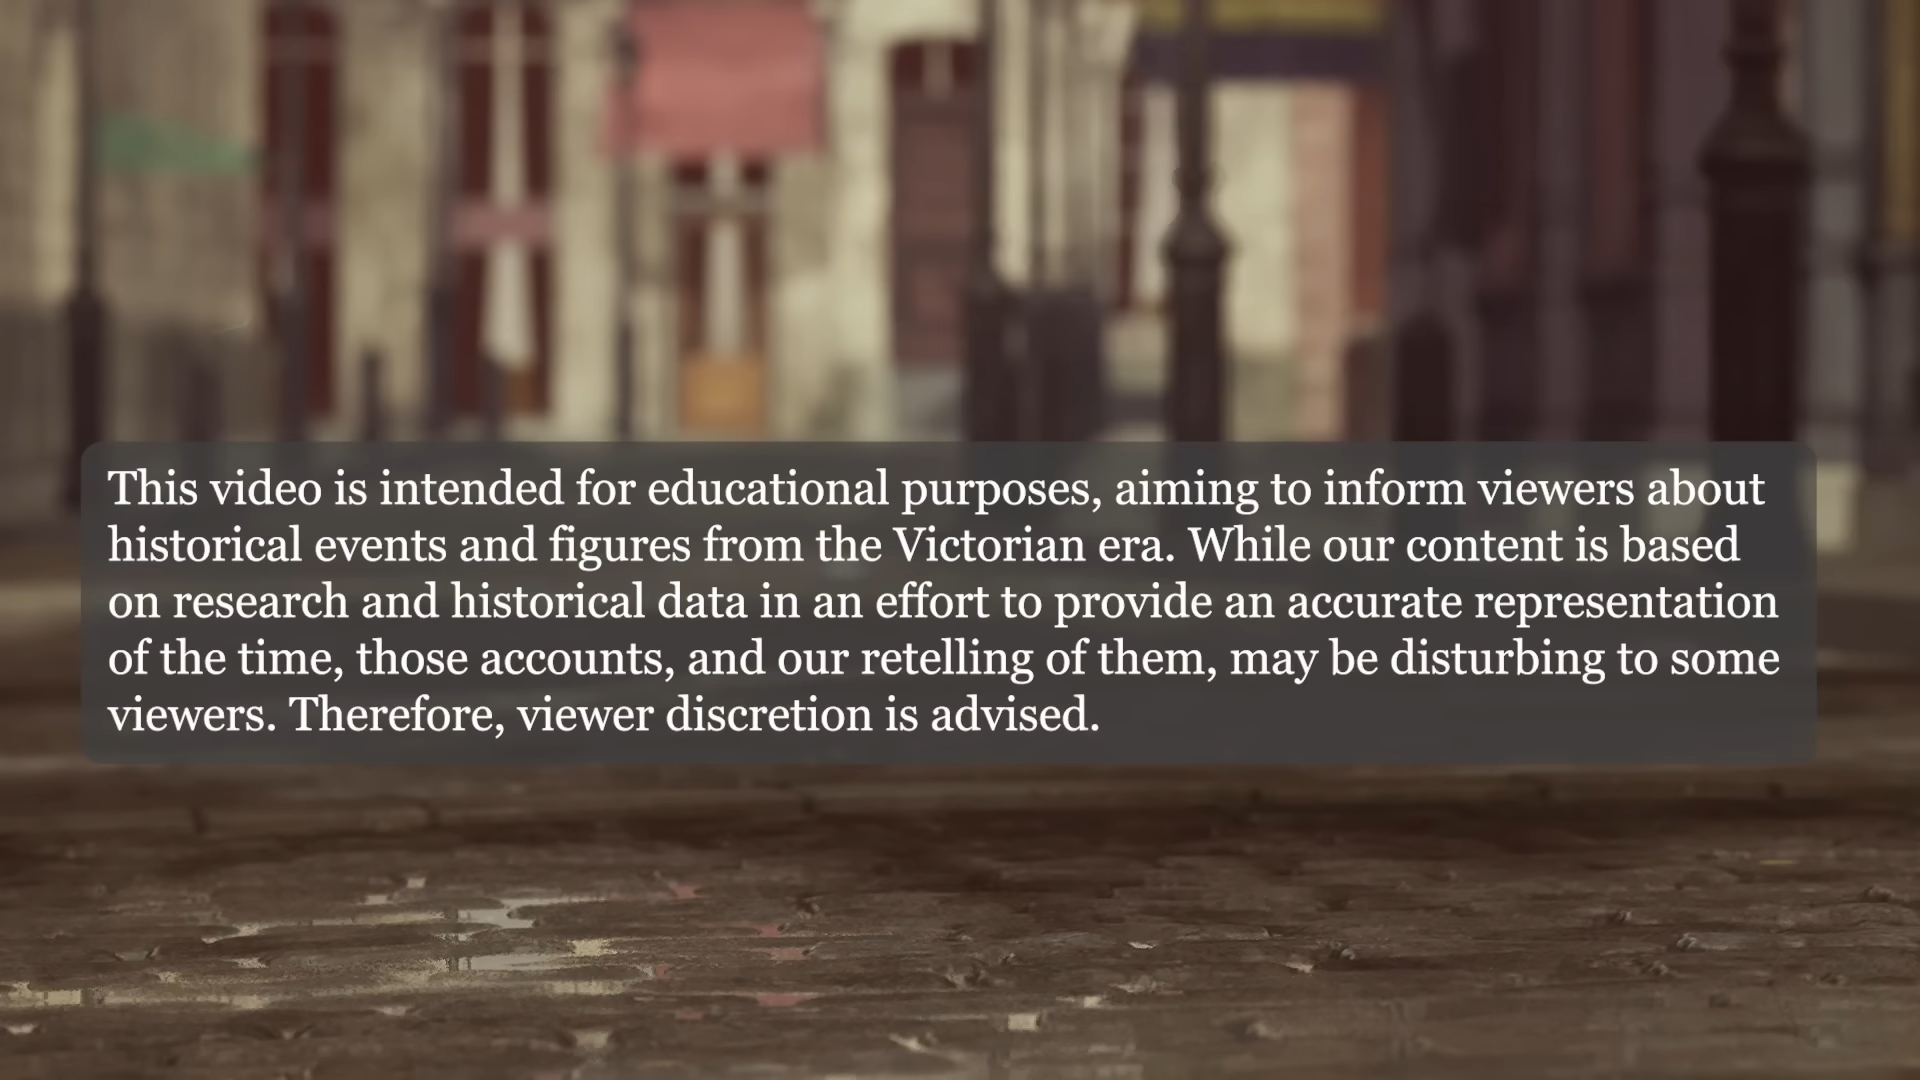 This video is intended for educational purposes, aiming to inform viewers about
historical events and figures from the Victorian era. While our content is based
on research and historical data in an effort to provide an accurate representation
of the time, those accounts, and our retelling of them, may be disturbing to some
viewers. Therefore, viewer discretion is advised.